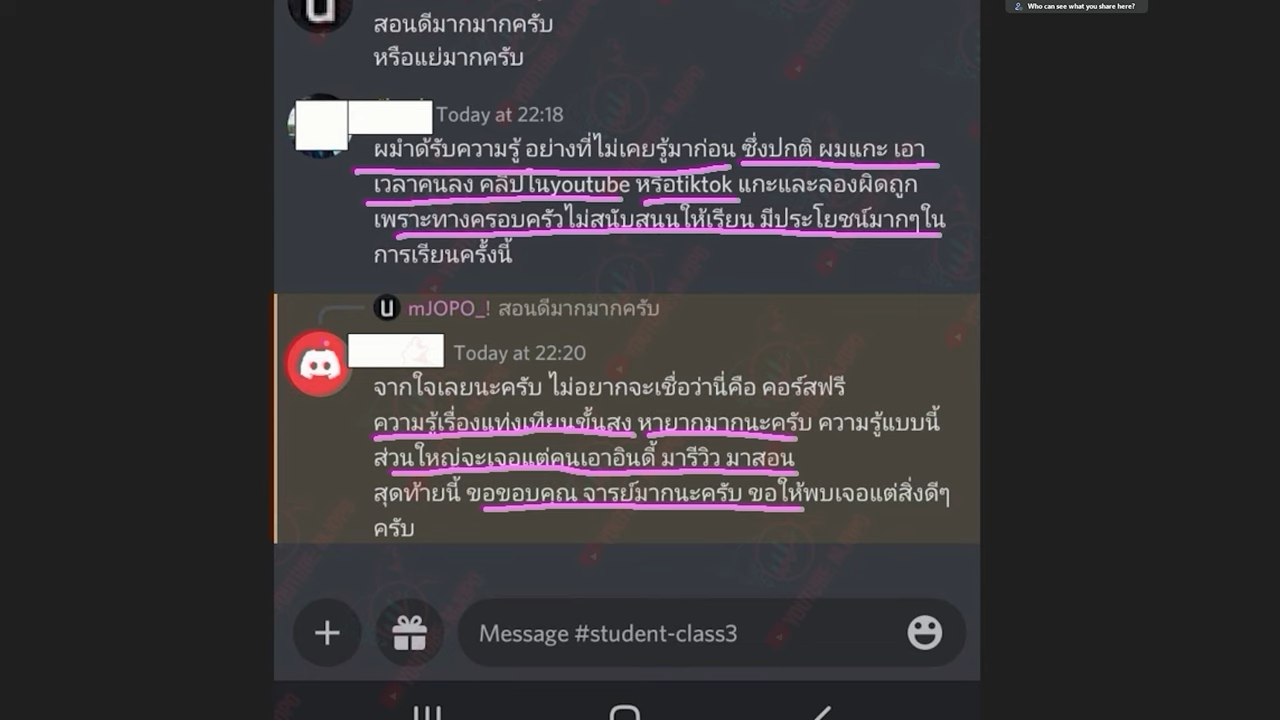 Who can see what you share here?
สอนดีมากมากครับ
หรือแย่มากครับ
Today at 22:18
ผมำด้รับความรู้ อย่างที่ไม่เคยรู้มาก่อน ซึ่งปกติ ผมแกะ เอา
เวลาคนลง คลิปในyoutube หรือtiktok แกะและลองผิดถูก
เพราะทางครอบครัวไม่สนับสนนให้เรียน มีประโยชน์มากๆใน
การเรียนครั้งนี้
mJOPO_! สอนดีมากมากครับ
Today at 22:20
จากใจเลยนะครับ ไม่อยากจะเชื่อว่านี่คือ คอร์สฟรี
ความรู้เรื่องแท่งเทียนขั้นสูง หายากมากนะครับ ความรู้แบบนี้
ส่วนใหญ่จะเจอแต่คนเอาอินดี้ มารีวิว มาสอน
สุดท้ายนี้ ขอขอบคุณ จารย์มากนะครับ ขอให้พบเจอแต่สิ่งดีๆ
ครับ
Message #student-class3